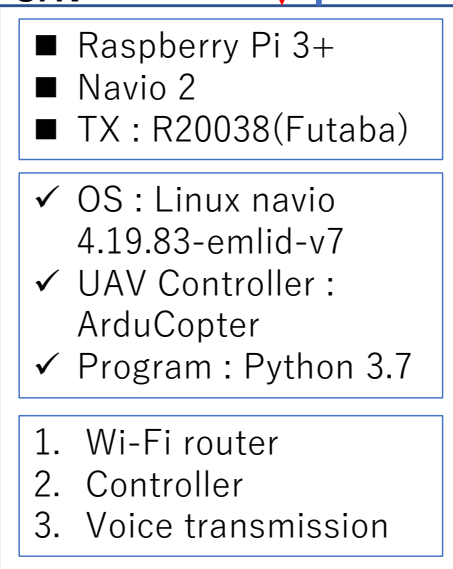 ■ Raspberry Pi 3+
■ Navio 2
■ TX : R20038(Futaba)
✓ OS : Linux navio
4.19.83-emlid-v7
✓ UAV Controller :
ArduCopter
✓ Program : Python 3.7
1. Wi-Fi router
2. Controller
3. Voice transmission